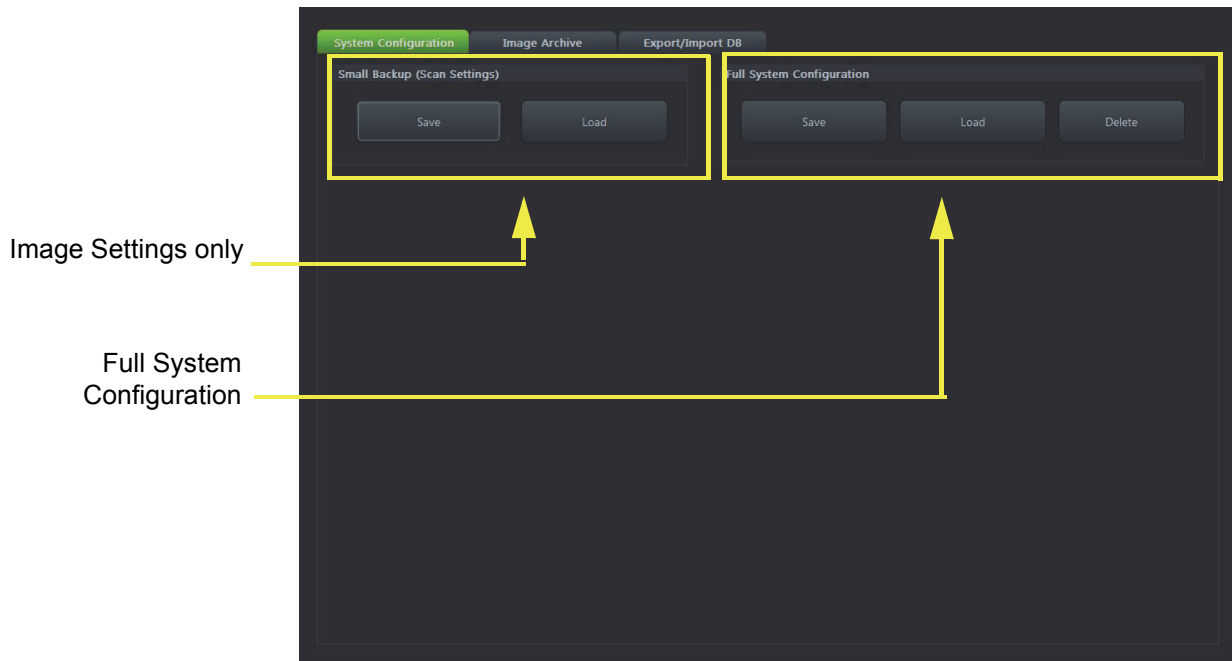 System Configuration Image Archive Export/Import DB
Small Backup (Scan Settings) Full System Configuration
Save Load Save Load Delete
Image Settings only
Full System
Configuration